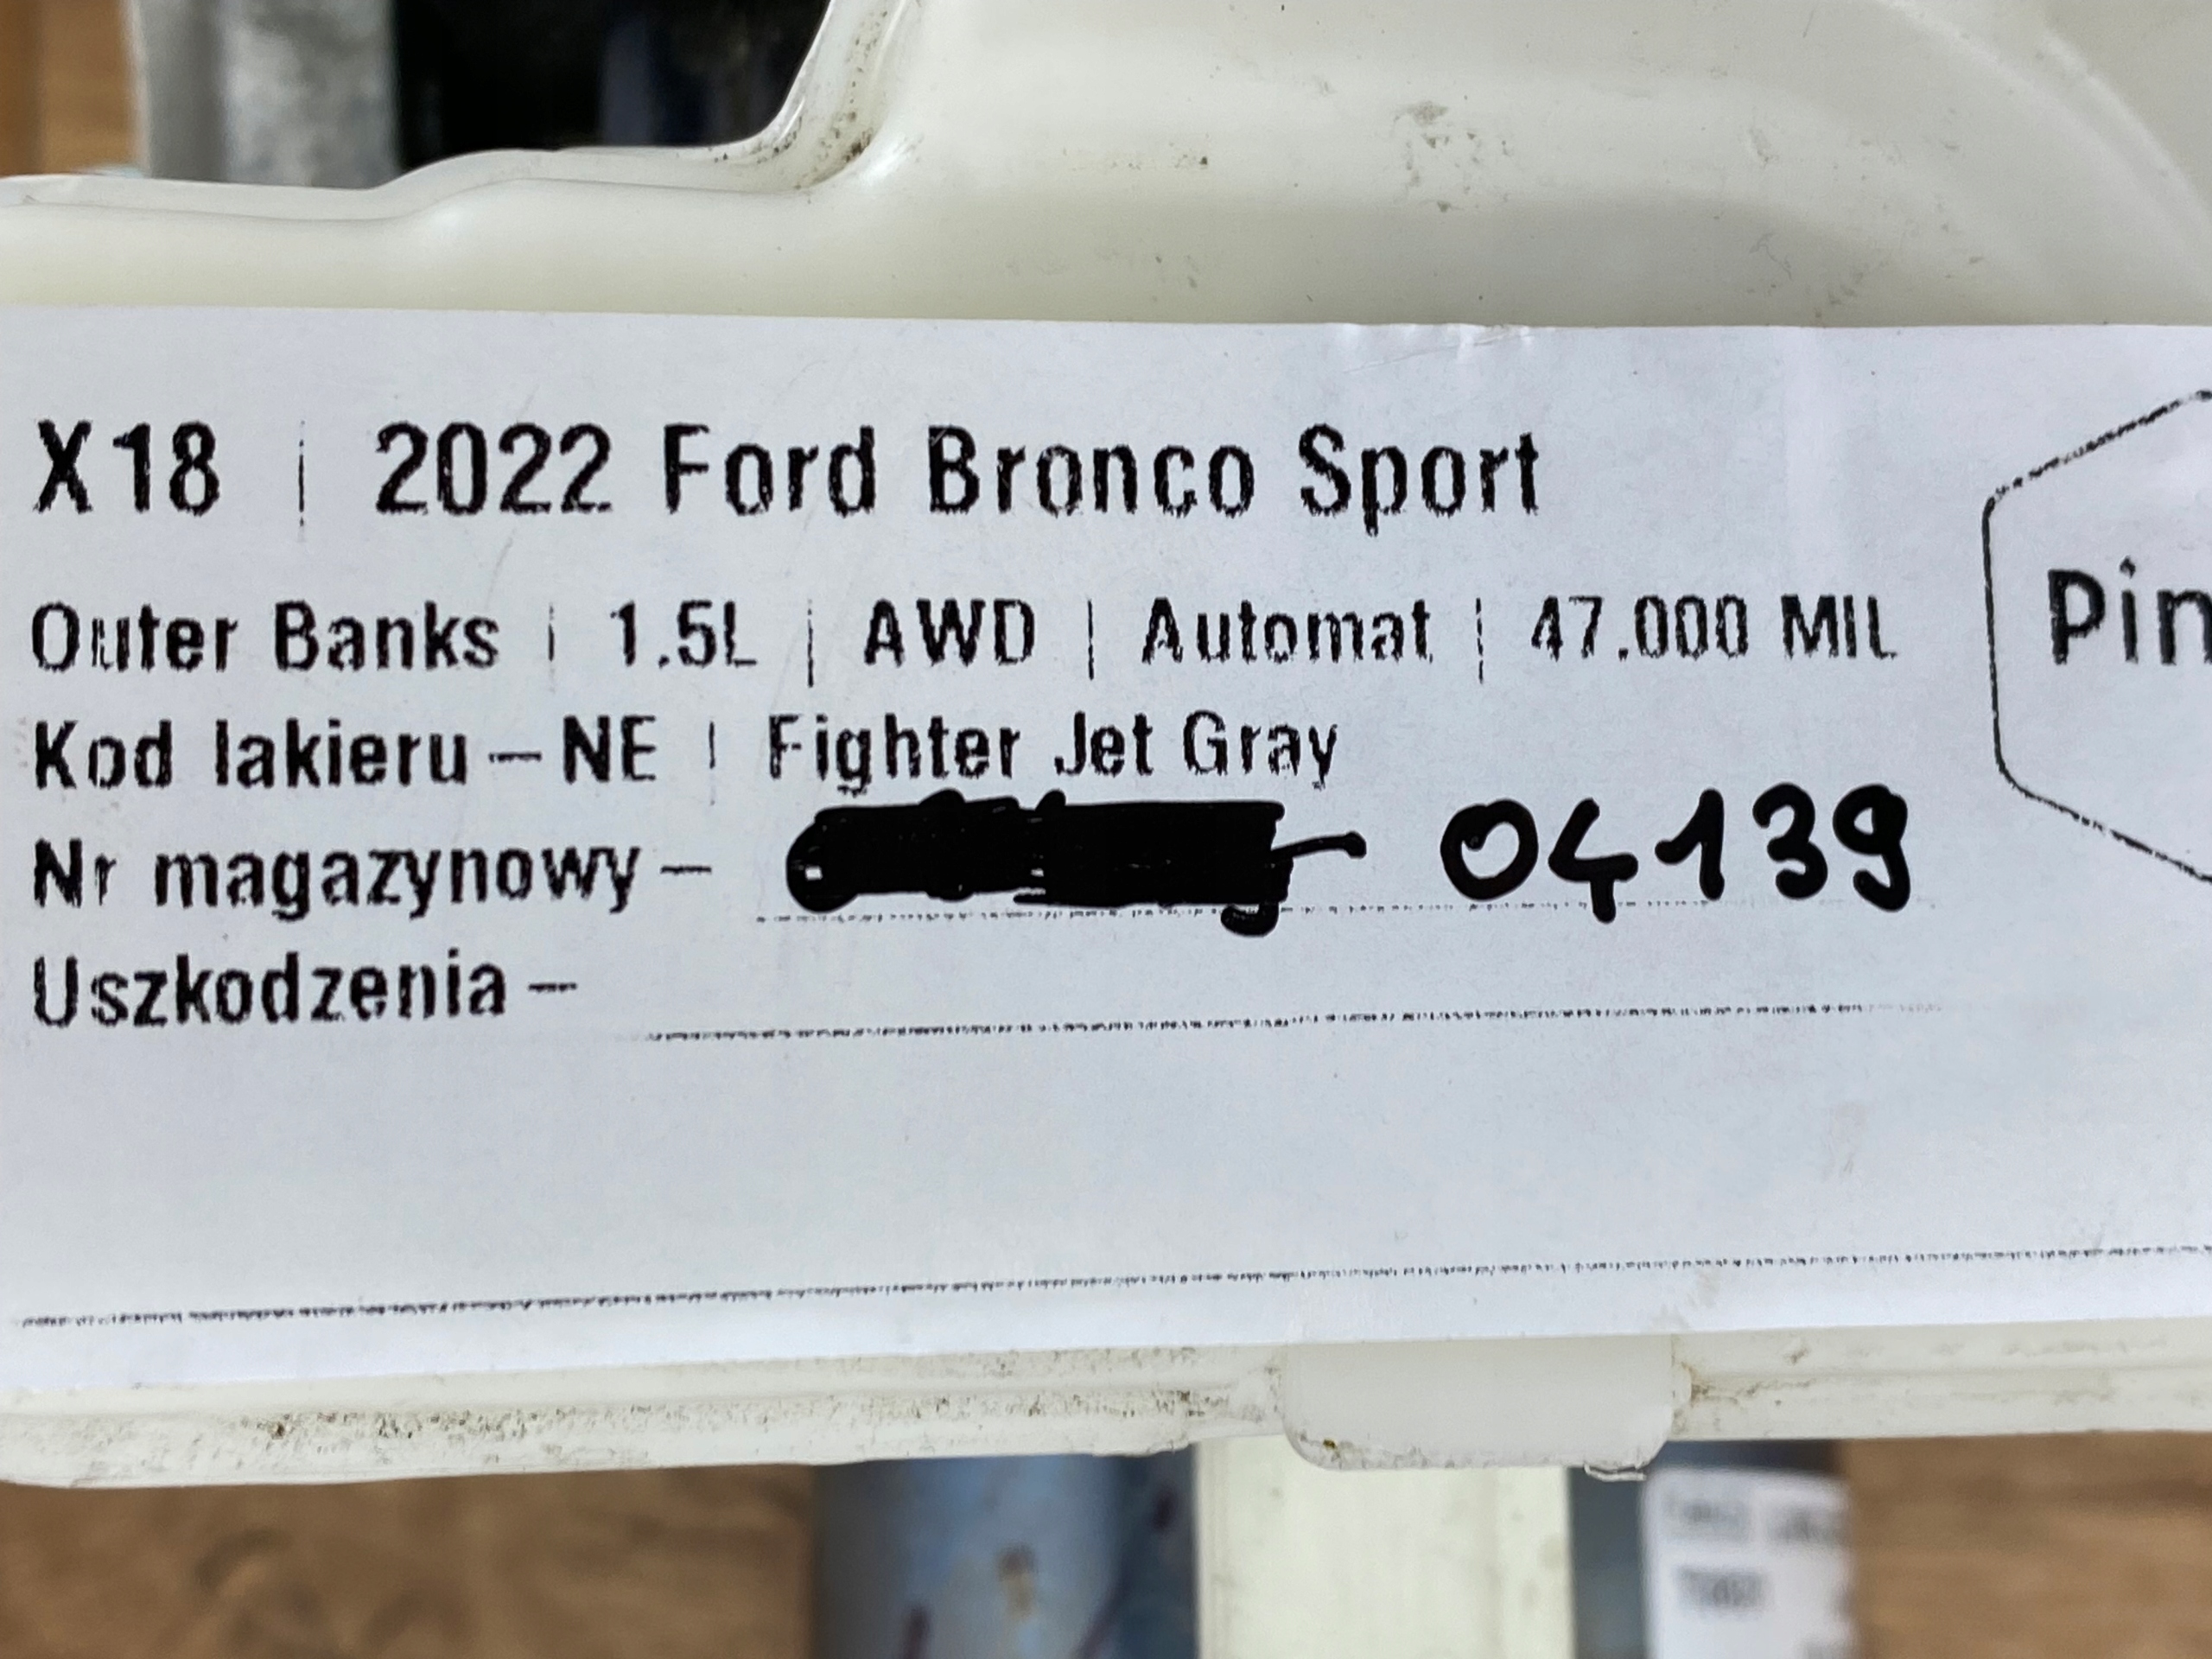 X18 | 2022 Ford Bronco Sport
Outer Banks | 1.5L | AWD | Automat | 47.000 MIL
Pin
Kod lakieru – NE | Fighter Jet Gray
Nr magazynowy – 04139
Uszkodzenia –